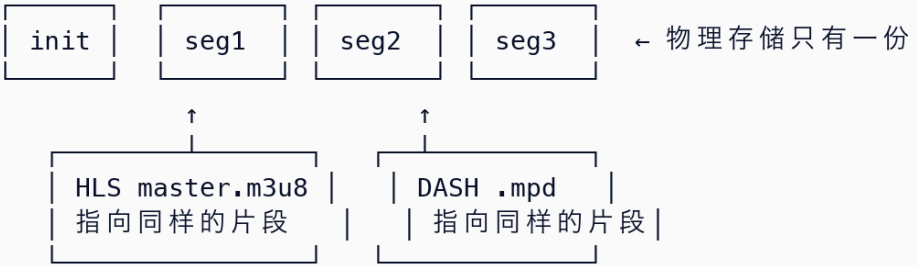 init seg1 seg2 seg3 ← 物理存储只有一份
↑ ↑
HLS master.m3u8 DASH .mpd
指向同样的片段 指向同样的片段